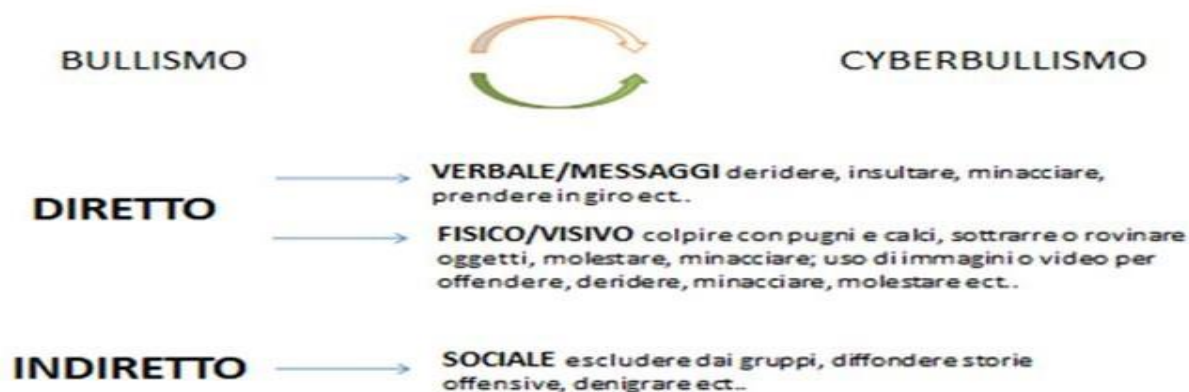 BULLISMO
CYBERBULLISMO
DIRETTO
VERBALE/MESSAGGI deridere, insultare, minacciare,
prendere in giro ect..
FISICO/VISIVO colpire con pugni e calci, sottrarre o rovinare
oggetti, molestare, minacciare; uso di immagini o video per
offendere, deridere, minacciare, molestare ect..
INDIRETTO
SOCIALE escludere dai gruppi, diffondere storie
offensive, denigrare ect..